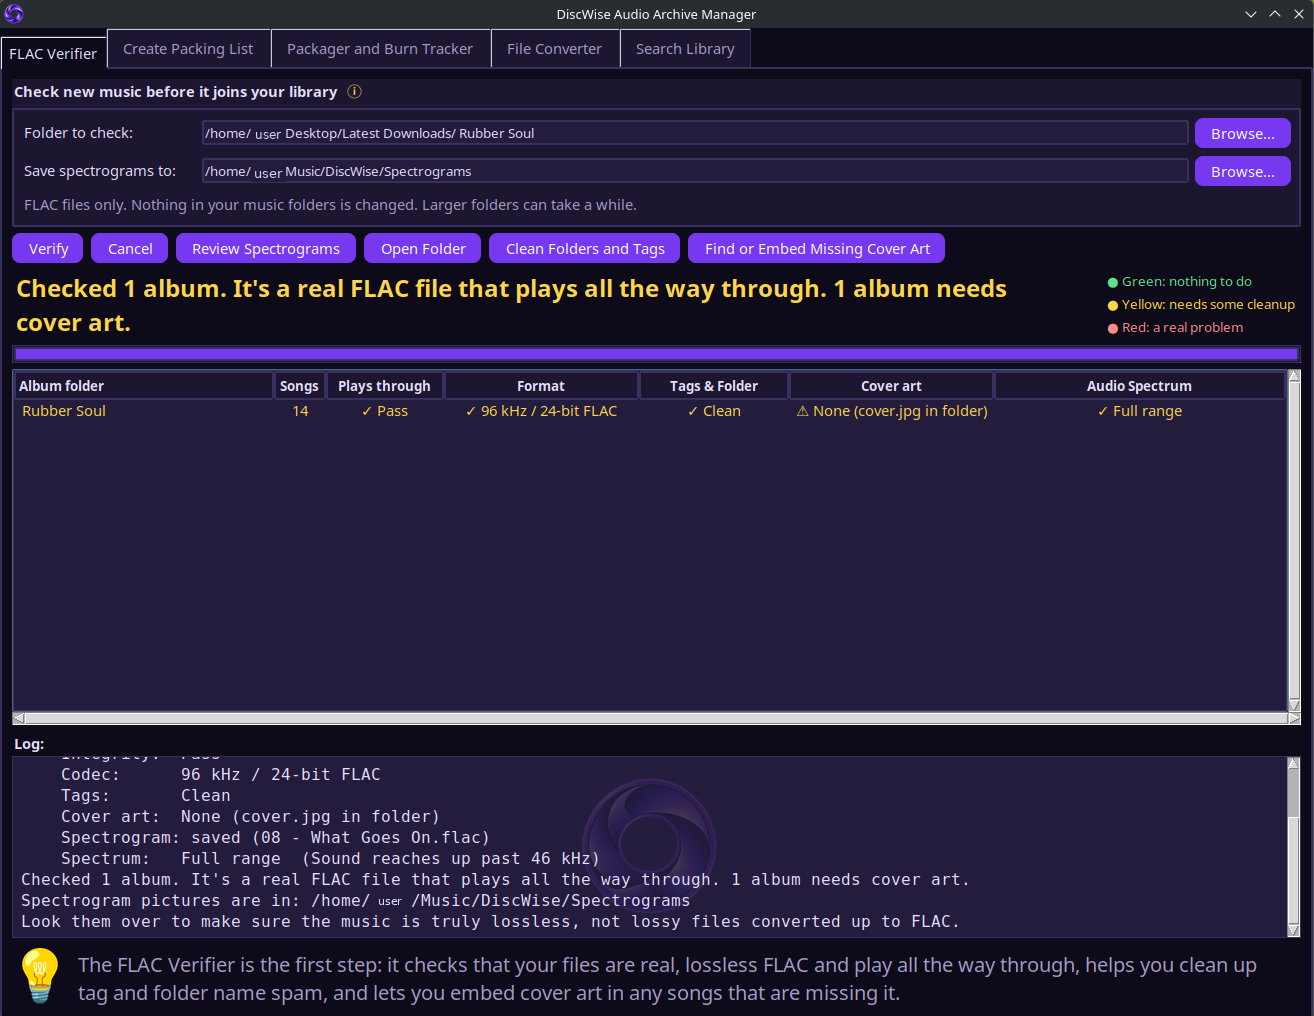 DiscWise Audio Archive Manager
FLAC Verifier
Create Packing List
Packager and Burn Tracker
File Converter
Search Library
Check new music before it joins your library ⓘ
Folder to check: /home/ user Desktop/Latest Downloads/ Rubber Soul Browse...
Save spectrograms to: /home/ user Music/DiscWise/Spectrograms Browse...
FLAC files only. Nothing in your music folders is changed. Larger folders can take a while.
Verify
Cancel
Review Spectrograms
Open Folder
Clean Folders and Tags
Find or Embed Missing Cover Art
Checked 1 album. It's a real FLAC file that plays all the way through. 1 album needs
cover art.
Green: nothing to do
Yellow: needs some cleanup
Red: a real problem
Album folder Songs Plays through Format Tags & Folder Cover art Audio Spectrum
Rubber Soul 14 ✓ Pass ✓ 96 kHz / 24-bit FLAC ✓ Clean ⚠ None (cover.jpg in folder) ✓ Full range
Log:
Codec: 96 kHz / 24-bit FLAC
Tags: Clean
Cover art: None (cover.jpg in folder)
Spectrogram: saved (08 - What Goes On.flac)
Spectrum: Full range (Sound reaches up past 46 kHz)
Checked 1 album. It's a real FLAC file that plays all the way through. 1 album needs cover art.
Spectrogram pictures are in: /home/ user /Music/DiscWise/Spectrograms
Look them over to make sure the music is truly lossless, not lossy files converted up to FLAC.
The FLAC Verifier is the first step: it checks that your files are real, lossless FLAC and play all the way through, helps you clean up
tag and folder name spam, and lets you embed cover art in any songs that are missing it.